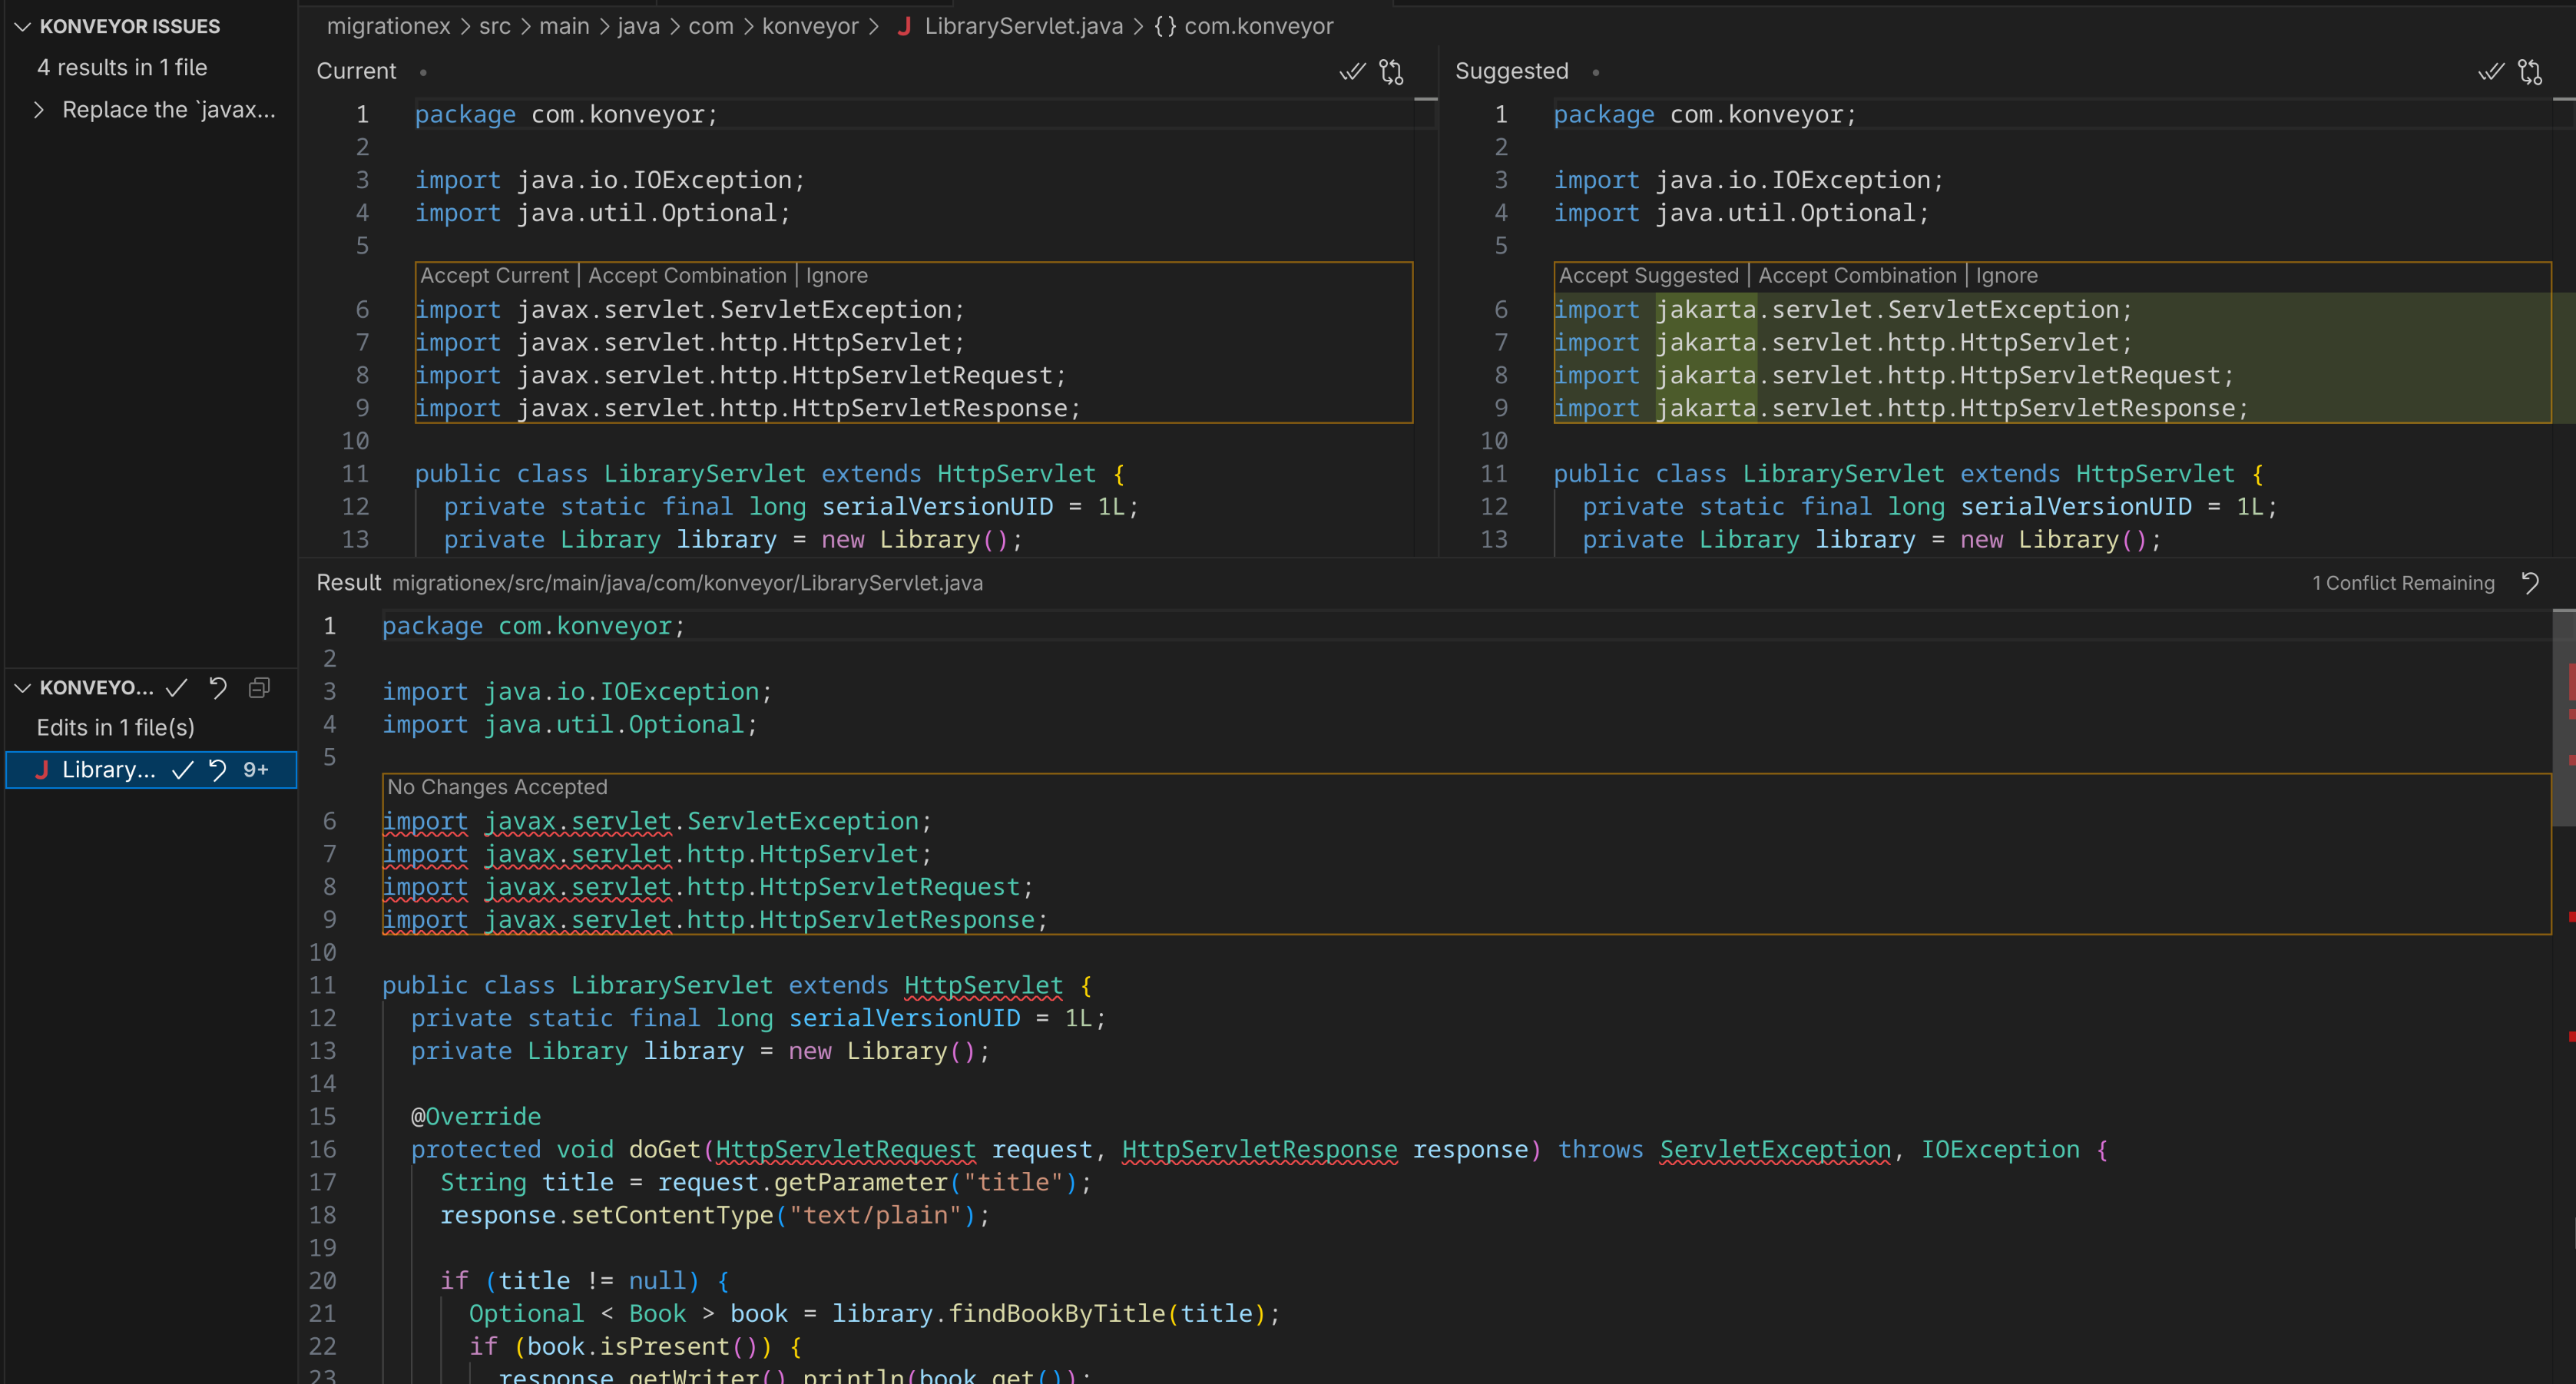 KONVEYOR ISSUES
4 results in 1 file
Replace the `javax...
KONVEYO...
Edits in 1 file(s)
J Library... 9+
migrationex > src > main > java > com > konveyor > J LibraryServlet.java > {} com.konveyor
Current
1 package com.konveyor;
2
3 import java.io.IOException;
4 import java.util.Optional;
5
Accept Current | Accept Combination | Ignore
6 import javax.servlet.ServletException;
7 import javax.servlet.http.HttpServlet;
8 import javax.servlet.http.HttpServletRequest;
9 import javax.servlet.http.HttpServletResponse;
10
11 public class LibraryServlet extends HttpServlet {
12 private static final long serialVersionUID = 1L;
13 private Library library = new Library();
Suggested
1 package com.konveyor;
2
3 import java.io.IOException;
4 import java.util.Optional;
5
Accept Suggested | Accept Combination | Ignore
6 import jakarta.servlet.ServletException;
7 import jakarta.servlet.http.HttpServlet;
8 import jakarta.servlet.http.HttpServletRequest;
9 import jakarta.servlet.http.HttpServletResponse;
10
11 public class LibraryServlet extends HttpServlet {
12 private static final long serialVersionUID = 1L;
13 private Library library = new Library();
Result migrationex/src/main/java/com/konveyor/LibraryServlet.java 1 Conflict Remaining
1 package com.konveyor;
2
3 import java.io.IOException;
4 import java.util.Optional;
5
No Changes Accepted
6 import javax.servlet.ServletException;
7 import javax.servlet.http.HttpServlet;
8 import javax.servlet.http.HttpServletRequest;
9 import javax.servlet.http.HttpServletResponse;
10
11 public class LibraryServlet extends HttpServlet {
12 private static final long serialVersionUID = 1L;
13 private Library library = new Library();
14
15 @Override
16 protected void doGet(HttpServletRequest request, HttpServletResponse response) throws ServletException, IOException {
17 String title = request.getParameter("title");
18 response.setContentType("text/plain");
19
20 if (title != null) {
21 Optional < Book > book = library.findBookByTitle(title);
22 if (book.isPresent()) {
23 response.getWriter().println(book.get());